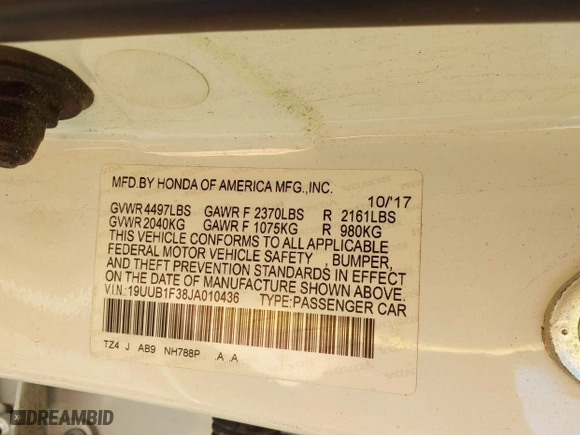 MFD.BY HONDA OF AMERICA MFG.,INC.
10/'17
GVWR 4497LBS GAWR F 2370LBS R 2161LBS
GVWR 2040KG GAWR F 1075KG R 980KG
THIS VEHICLE CONFORMS TO ALL APPLICABLE
FEDERAL MOTOR VEHICLE SAFETY , BUMPER,
AND THEFT PREVENTION STANDARDS IN EFFECT
ON THE DATE OF MANUFACTURE SHOWN ABOVE.
V.I.N.:19UUB1F38JA010436 TYPE:PASSENGER CAR
TZ4 J AB9 NH788P .A .A
DREAMBID